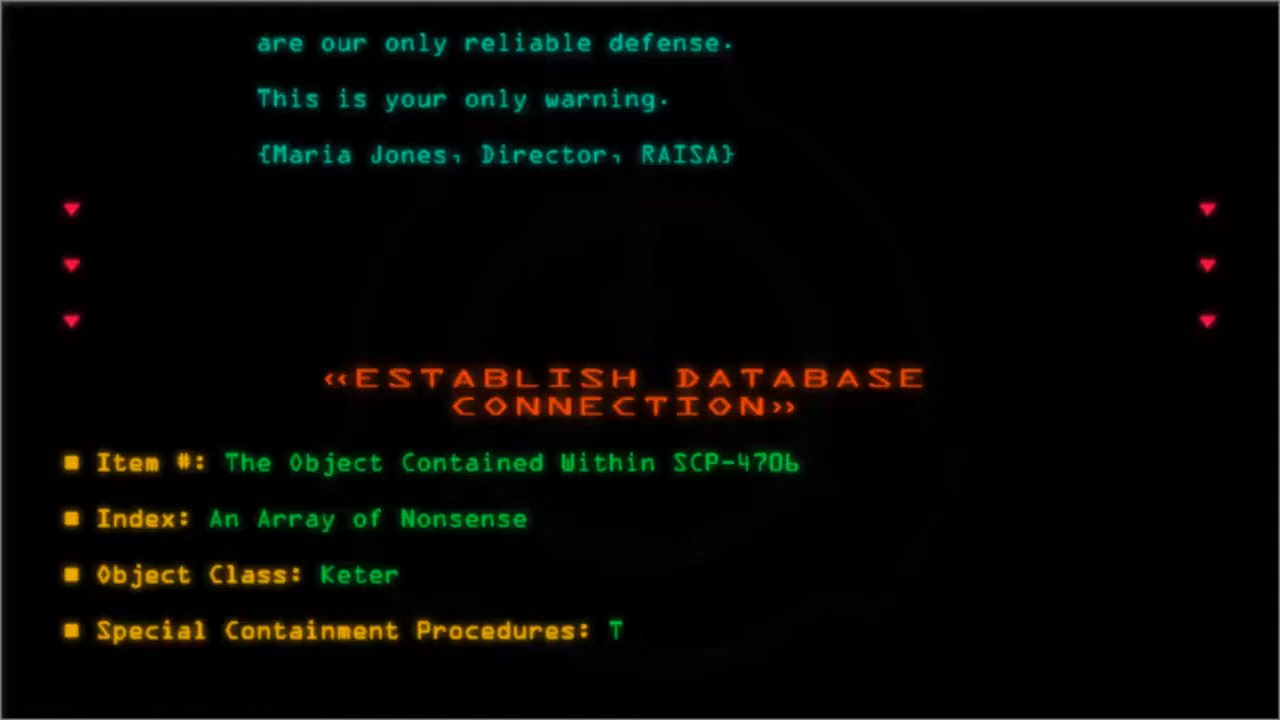 are our only reliable defense.
This is your only warning.
{Maria Jones, Director, RAISA}
‹‹ESTABLISH DATABASE
CONNECTION››
■ Item #: The Object Contained Within SCP-4706
■ Index: An Array of Nonsense
■ Object Class: Keter
■ Special Containment Procedures: T